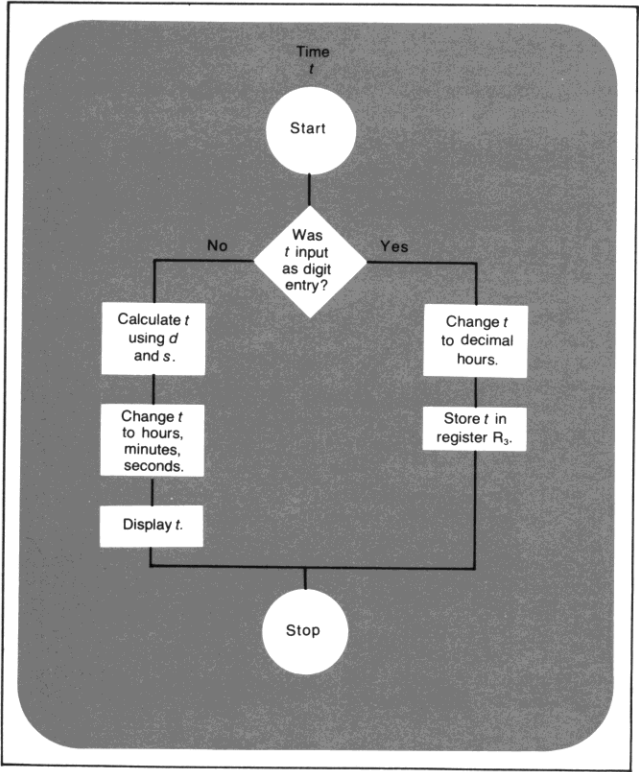 Time
t
Start
Was
t input
as digit
entry?
No
Yes
Calculate t
using d
and s.
Change t
to hours,
minutes,
seconds.
Display t.
Change t
to decimal
hours.
Store t in
register R₃.
Stop